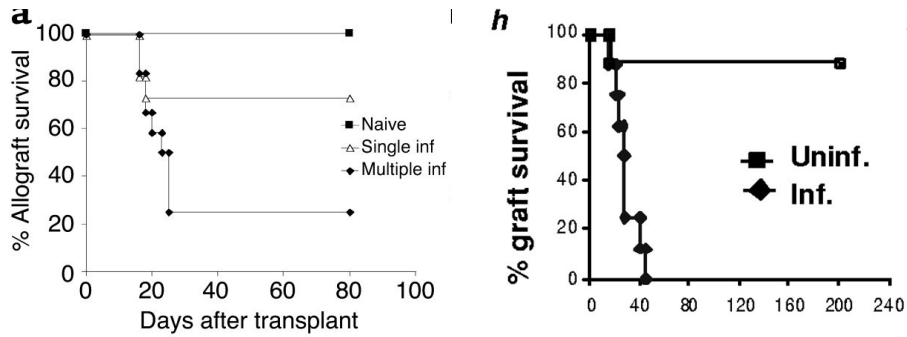 a
% Allograft survival
100
80
60
40
20
0
0 20 40 60 80 100
Days after transplant
Naive
Single inf
Multiple inf
h
% graft survival
100
80
60
40
20
0
0 40 80 120 160 200 240
Uninf.
Inf.